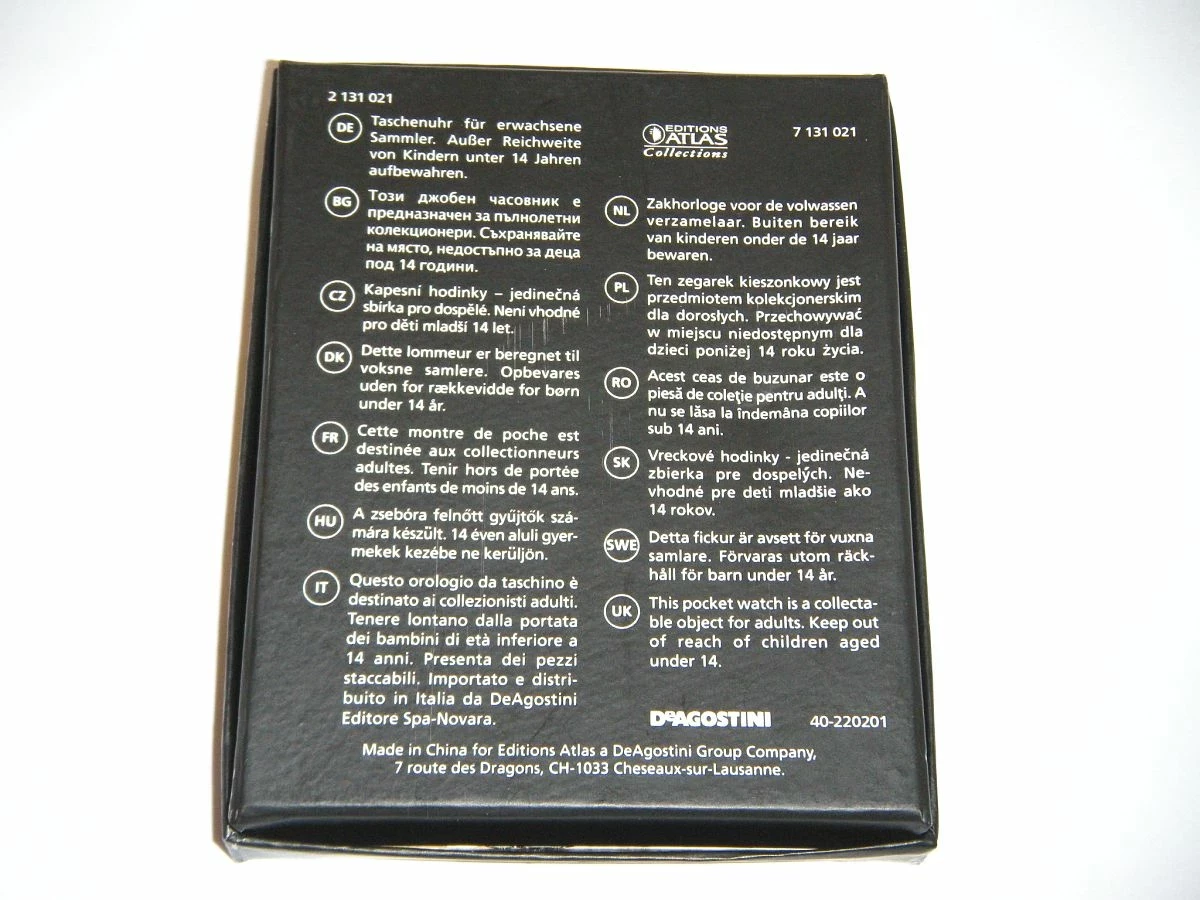 2 131 021
DE
Taschenuhr für erwachsene
Sammler. Außer Reichweite
von Kindern unter 14 Jahren
aufbewahren.
BG
Този джобен часовник е
предназначен за пълнолетни
колекционери. Съхранявайте
на място, недостъпно за деца
под 14 години.
CZ
Kapesní hodinky – jedinečná
sbírka pro dospělé. Není vhodné
pro děti mladší 14 let.
DK
Dette lommeur er beregnet til
voksne samlere. Opbevares
uden for rækkevidde for børn
under 14 år.
FR
Cette montre de poche est
destinée aux collectionneurs
adultes. Tenir hors de portée
des enfants de moins de 14 ans.
HU
A zsebóra felnőtt gyűjtők szá-
mára készült. 14 éven aluli gyer-
mekek kezébe ne kerüljön.
IT
Questo orologio da taschino è
destinato ai collezionisti adulti.
Tenere lontano dalla portata
dei bambini di età inferiore a
14 anni. Presenta dei pezzi
staccabili. Importato e distri-
buito in Italia da DeAgostini
Editore Spa-Novara.
EDITIONS
ATLAS
Collections
7 131 021
NL
Zakhorloge voor de volwassen
verzamelaar. Buiten bereik
van kinderen onder de 14 jaar
bewaren.
PL
Ten zegarek kieszonkowy jest
przedmiotem kolekcjonerskim
dla dorosłych. Przechowywać
w miejscu niedostępnym dla
dzieci poniżej 14 roku życia.
RO
Acest ceas de buzunar este o
piesă de coleţie pentru adulţi. A
nu se lăsa la îndemâna copiilor
sub 14 ani.
SK
Vreckové hodinky - jedinečná
zbierka pre dospelých. Ne-
vhodné pre deti mladšie ako
14 rokov.
SWE
Detta fickur är avsett för vuxna
samlare. Förvaras utom räck-
håll för barn under 14 år.
UK
This pocket watch is a collecta-
ble object for adults. Keep out
of reach of children aged
under 14.
DeAGOSTINI
40-220201
Made in China for Editions Atlas a DeAgostini Group Company,
7 route des Dragons, CH-1033 Cheseaux-sur-Lausanne.